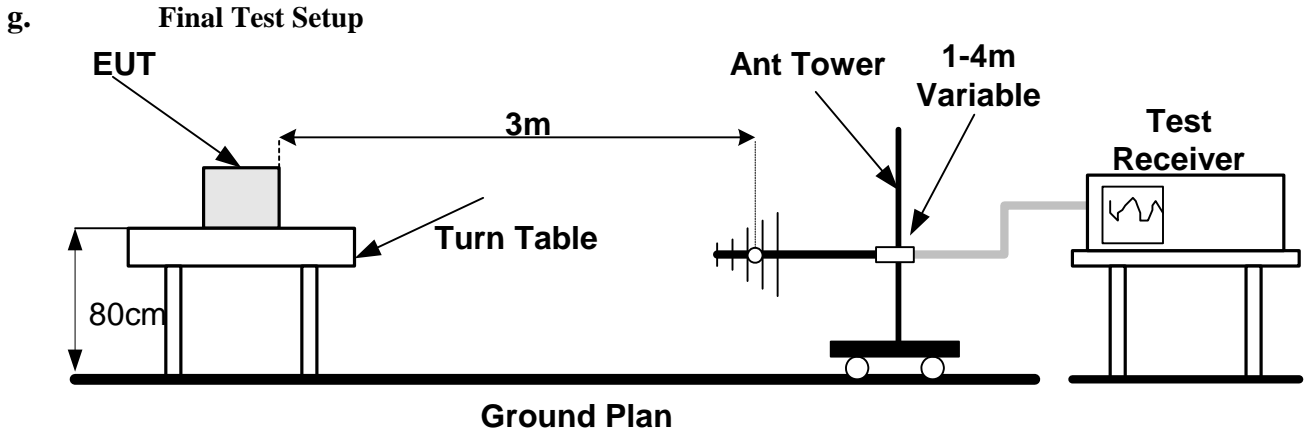 g. Final Test Setup
EUT
Ant Tower
1-4m
Variable
3m
Test
Receiver
Turn Table
80cm
Ground Plan